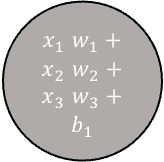 x₁ w₁ +
x₂ w₂ +
x₃ w₃ +
b₁